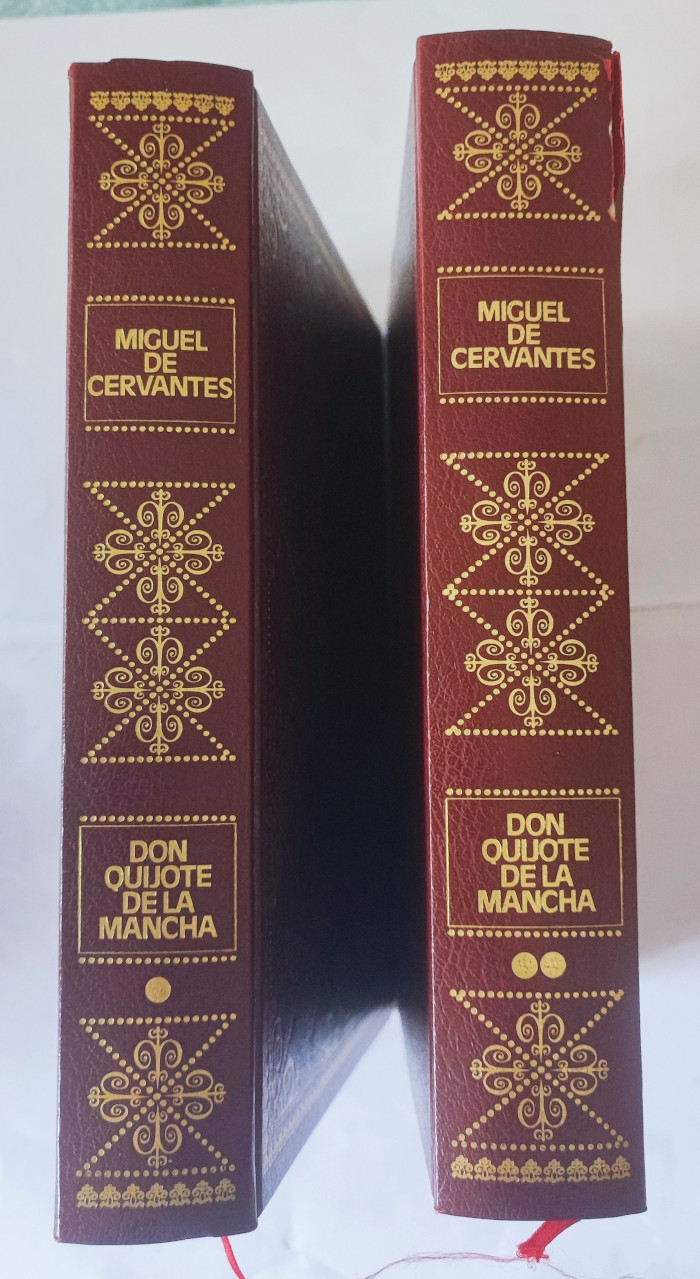 MIGUEL
DE
CERVANTES
DON
QUIJOTE
DE LA
MANCHA
MIGUEL
DE
CERVANTES
DON
QUIJOTE
DE LA
MANCHA